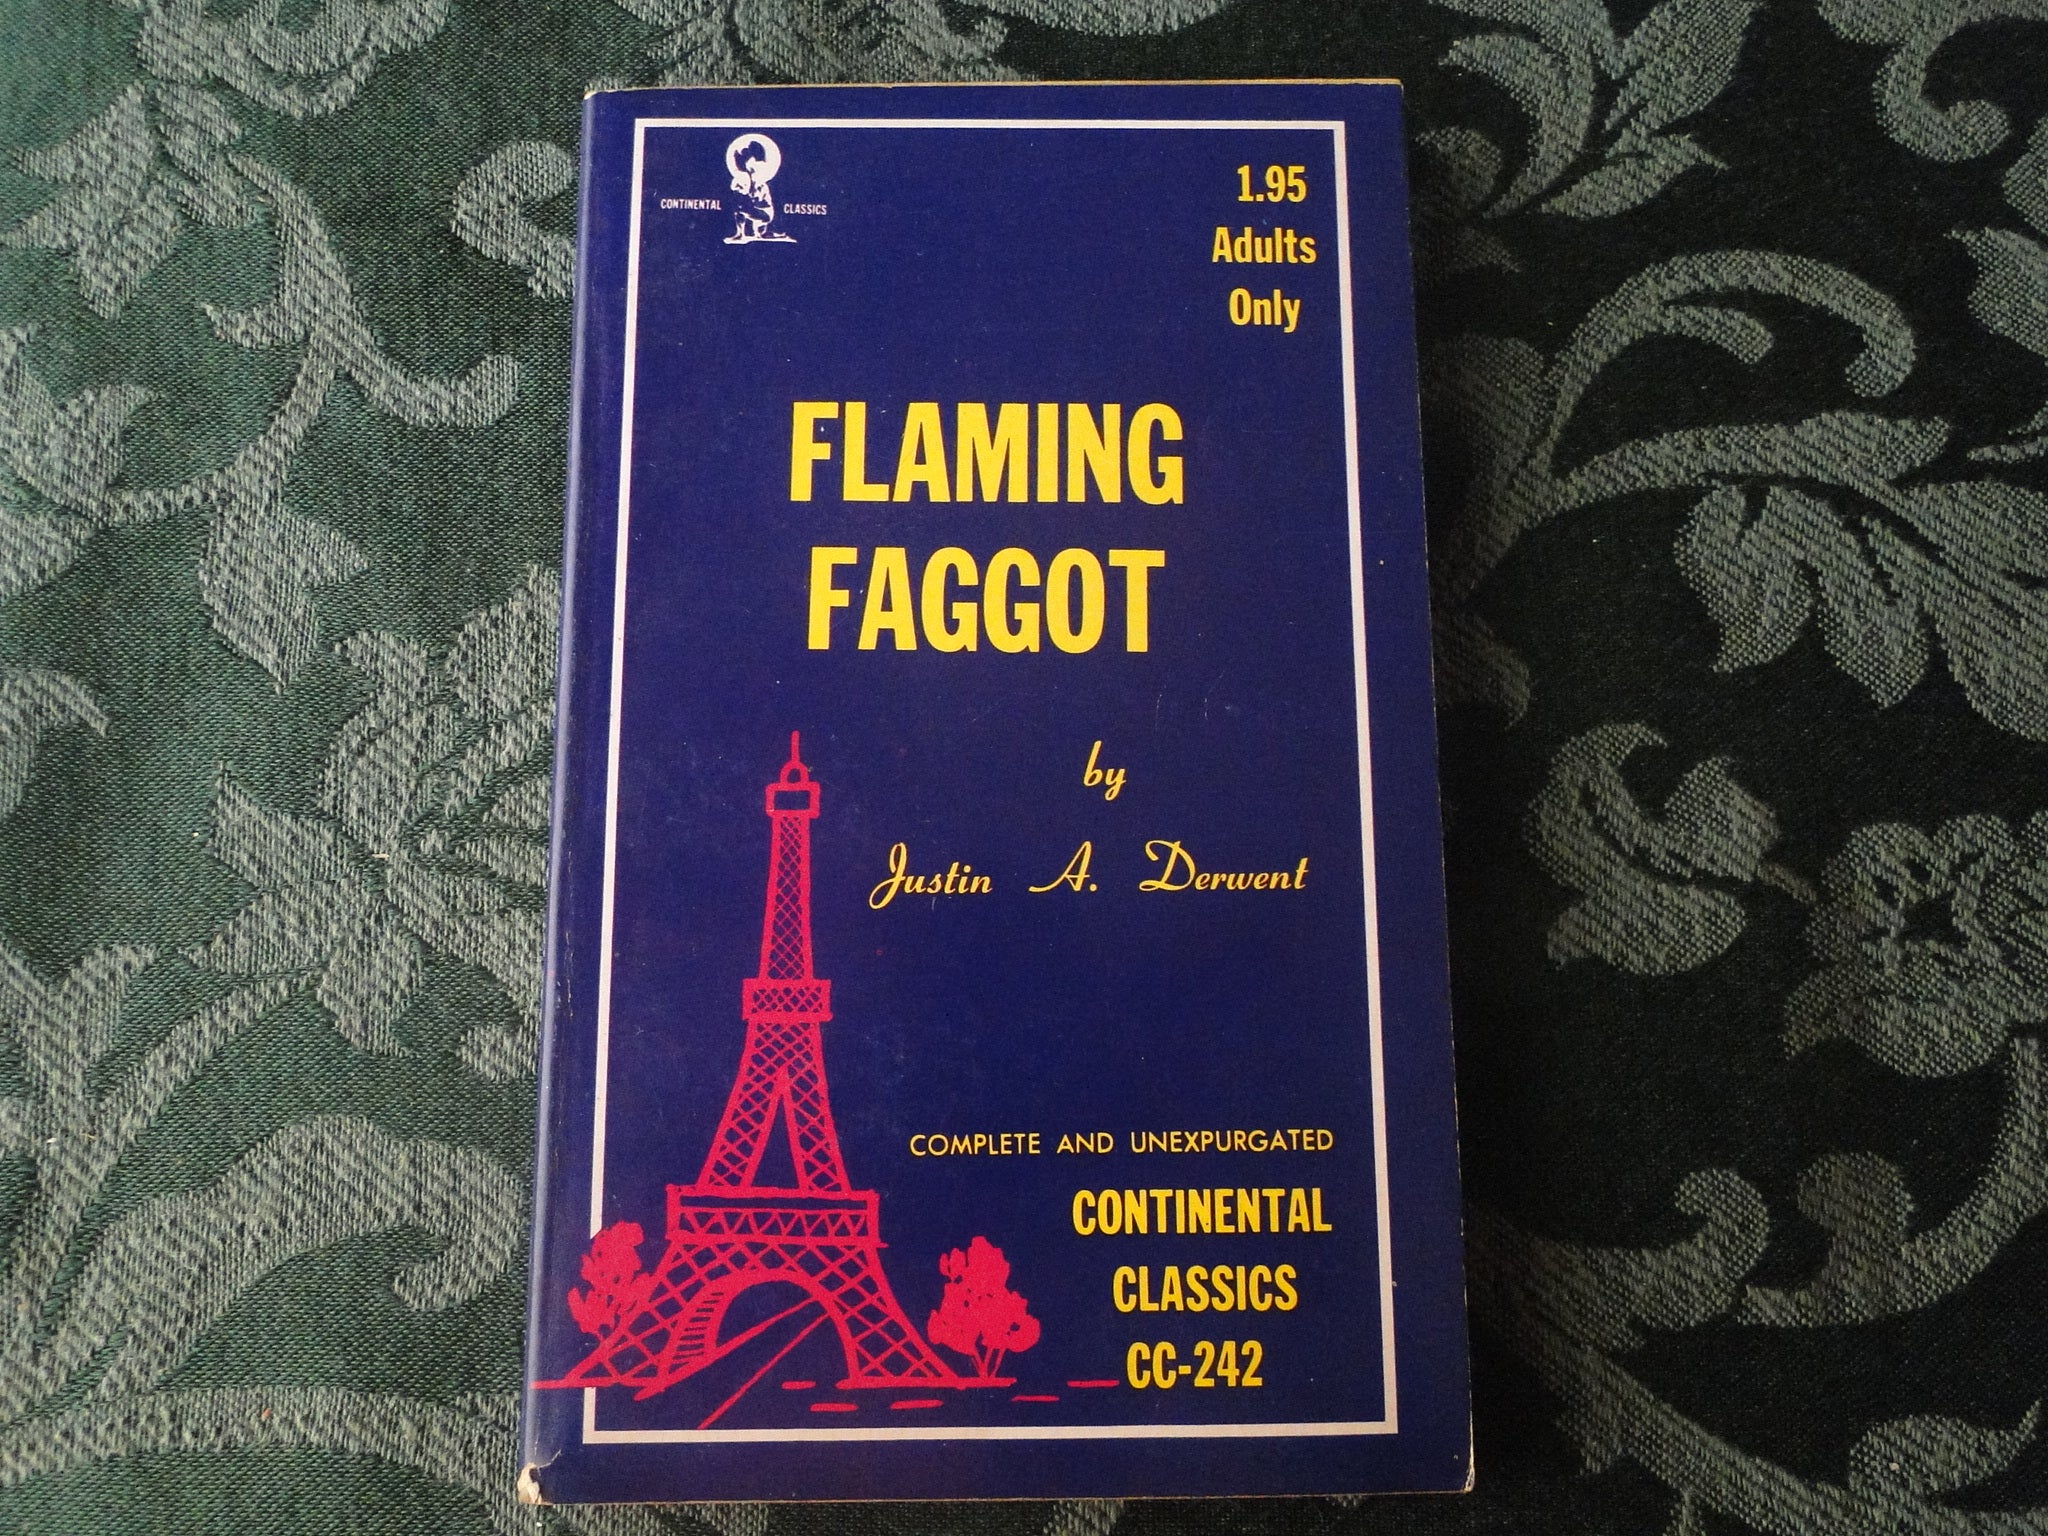 CONTINENTAL CLASSICS
1.95
Adults
Only
FLAMING
FAGGOT
by
Justin A. Derwent
COMPLETE AND UNEXPURGATED
CONTINENTAL
CLASSICS
CC-242